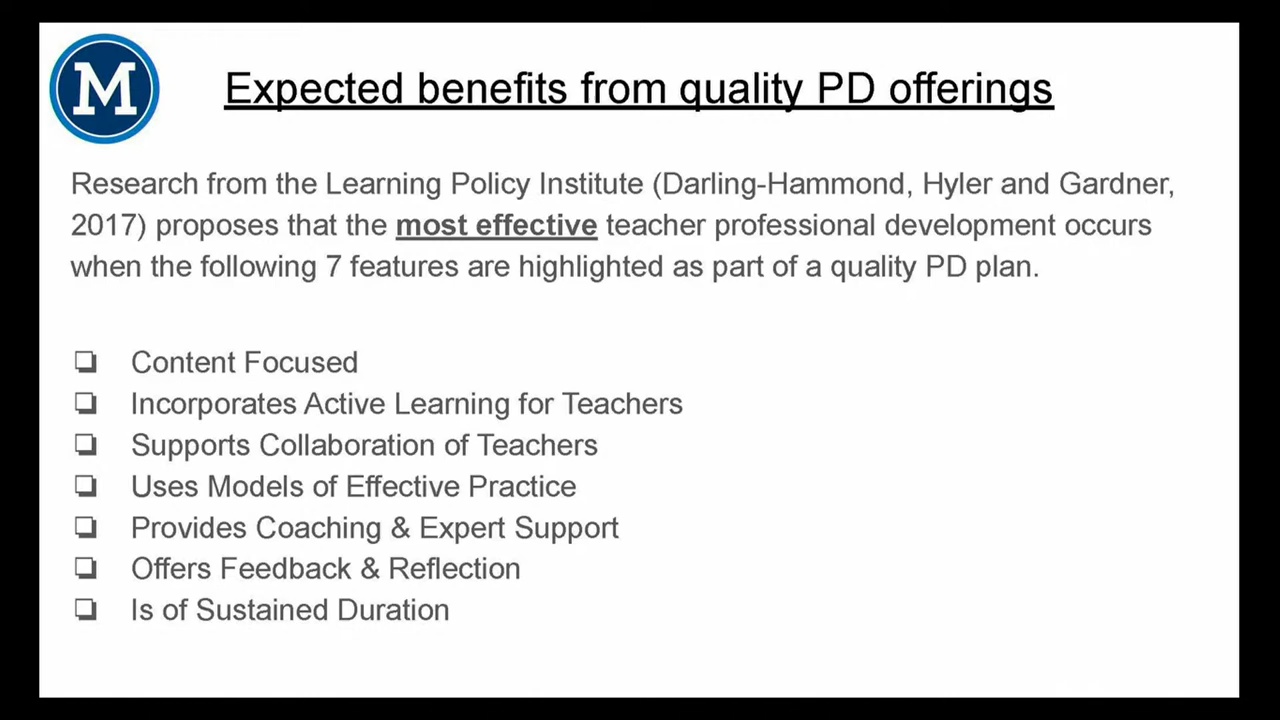 M
Expected benefits from quality PD offerings
Research from the Learning Policy Institute (Darling-Hammond, Hyler and Gardner,
2017) proposes that the most effective teacher professional development occurs
when the following 7 features are highlighted as part of a quality PD plan.
❏ Content Focused
❏ Incorporates Active Learning for Teachers
❏ Supports Collaboration of Teachers
❏ Uses Models of Effective Practice
❏ Provides Coaching & Expert Support
❏ Offers Feedback & Reflection
❏ Is of Sustained Duration